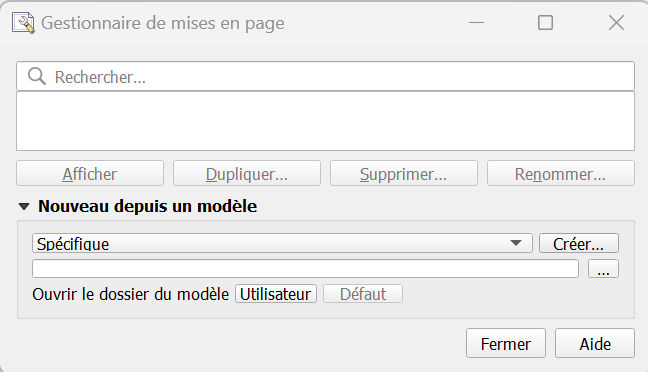 Gestionnaire de mises en page
Rechercher...
Afficher Dupliquer... Supprimer... Renommer...
Nouveau depuis un modèle
Spécifique Créer...
...
Ouvrir le dossier du modèle Utilisateur Défaut
Fermer Aide